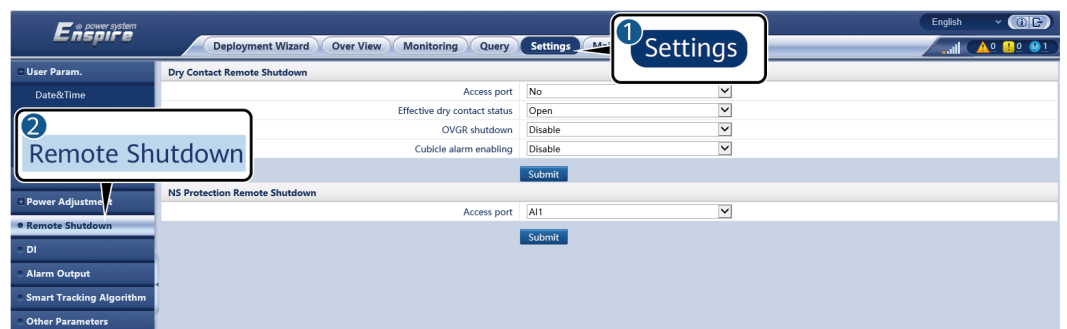 e power system
Enspire
English
Deployment Wizard
Over View
Monitoring
Query
Settings
1
Settings
0
0
1
User Param.
Date&Time
2
Remote Shutdown
Power Adjustment
Remote Shutdown
DI
Alarm Output
Smart Tracking Algorithm
Other Parameters
Dry Contact Remote Shutdown
Access port No
Effective dry contact status Open
OVGR shutdown Disable
Cubicle alarm enabling Disable
Submit
NS Protection Remote Shutdown
Access port AI1
Submit